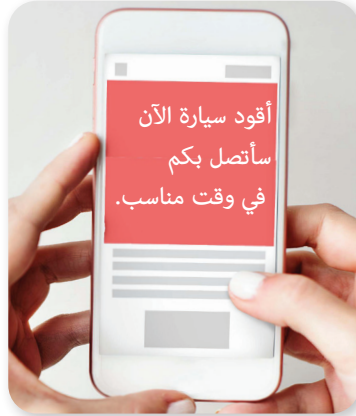 أقود سيارة الآن
سأتصل بكم
في وقت مناسب.